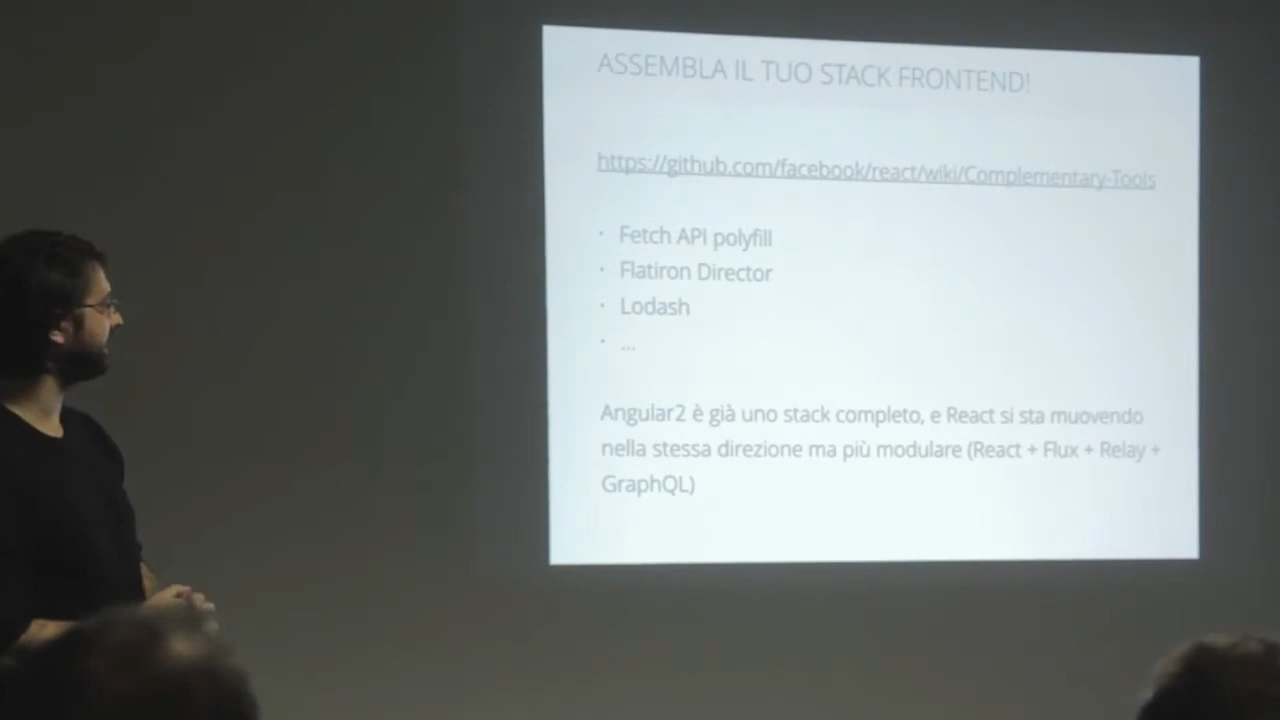 ASSEMBLA IL TUO STACK FRONTEND!
https://github.com/facebook/react/wiki/Complementary-Tools
· Fetch API polyfill
· Flatiron Director
· Lodash
· ...
Angular2 è già uno stack completo, e React si sta muovendo
nella stessa direzione ma più modulare (React + Flux + Relay +
GraphQL)